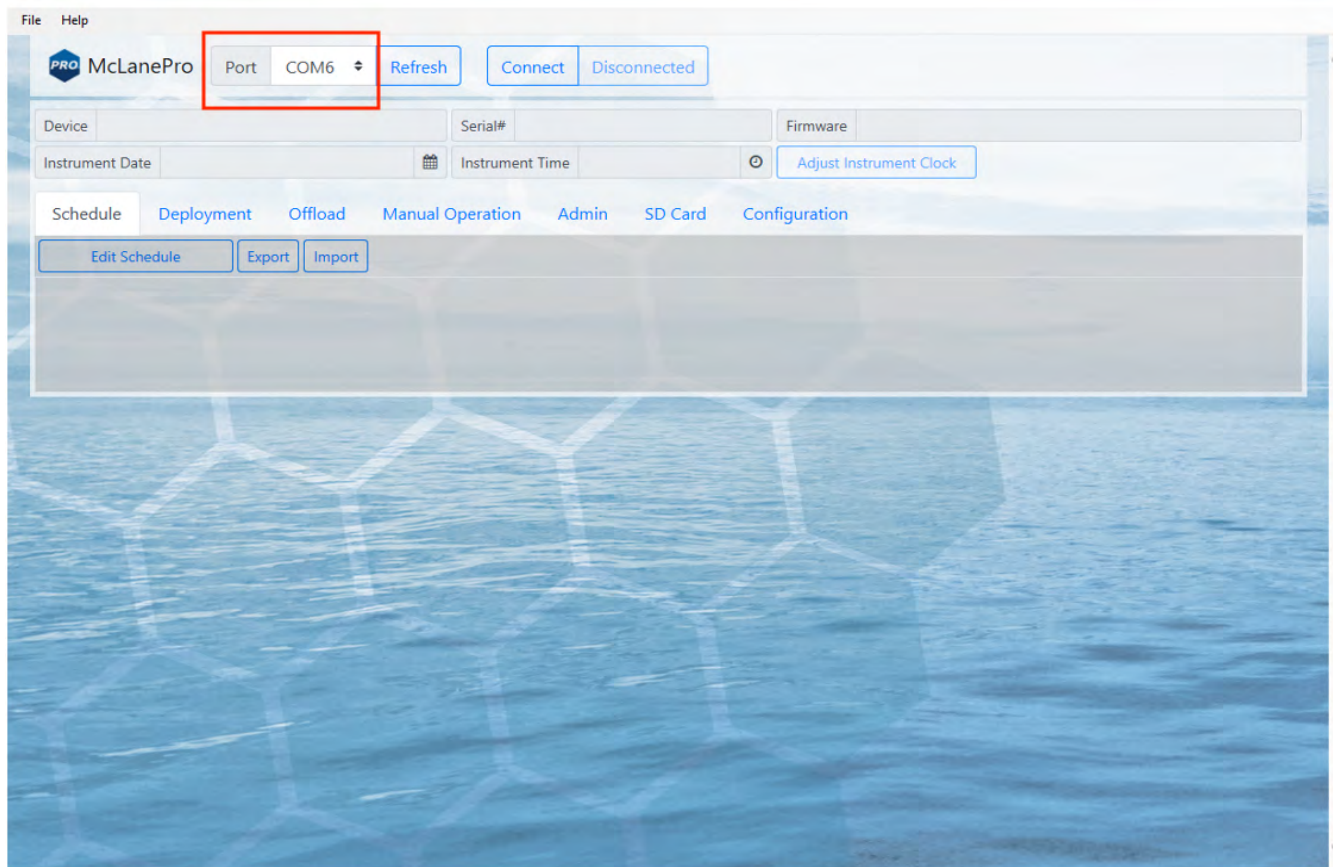 File Help
PRO McLanePro Port COM6 Refresh Connect Disconnected
Device Serial# Firmware
Instrument Date Instrument Time Adjust Instrument Clock
Schedule Deployment Offload Manual Operation Admin SD Card Configuration
Edit Schedule Export Import